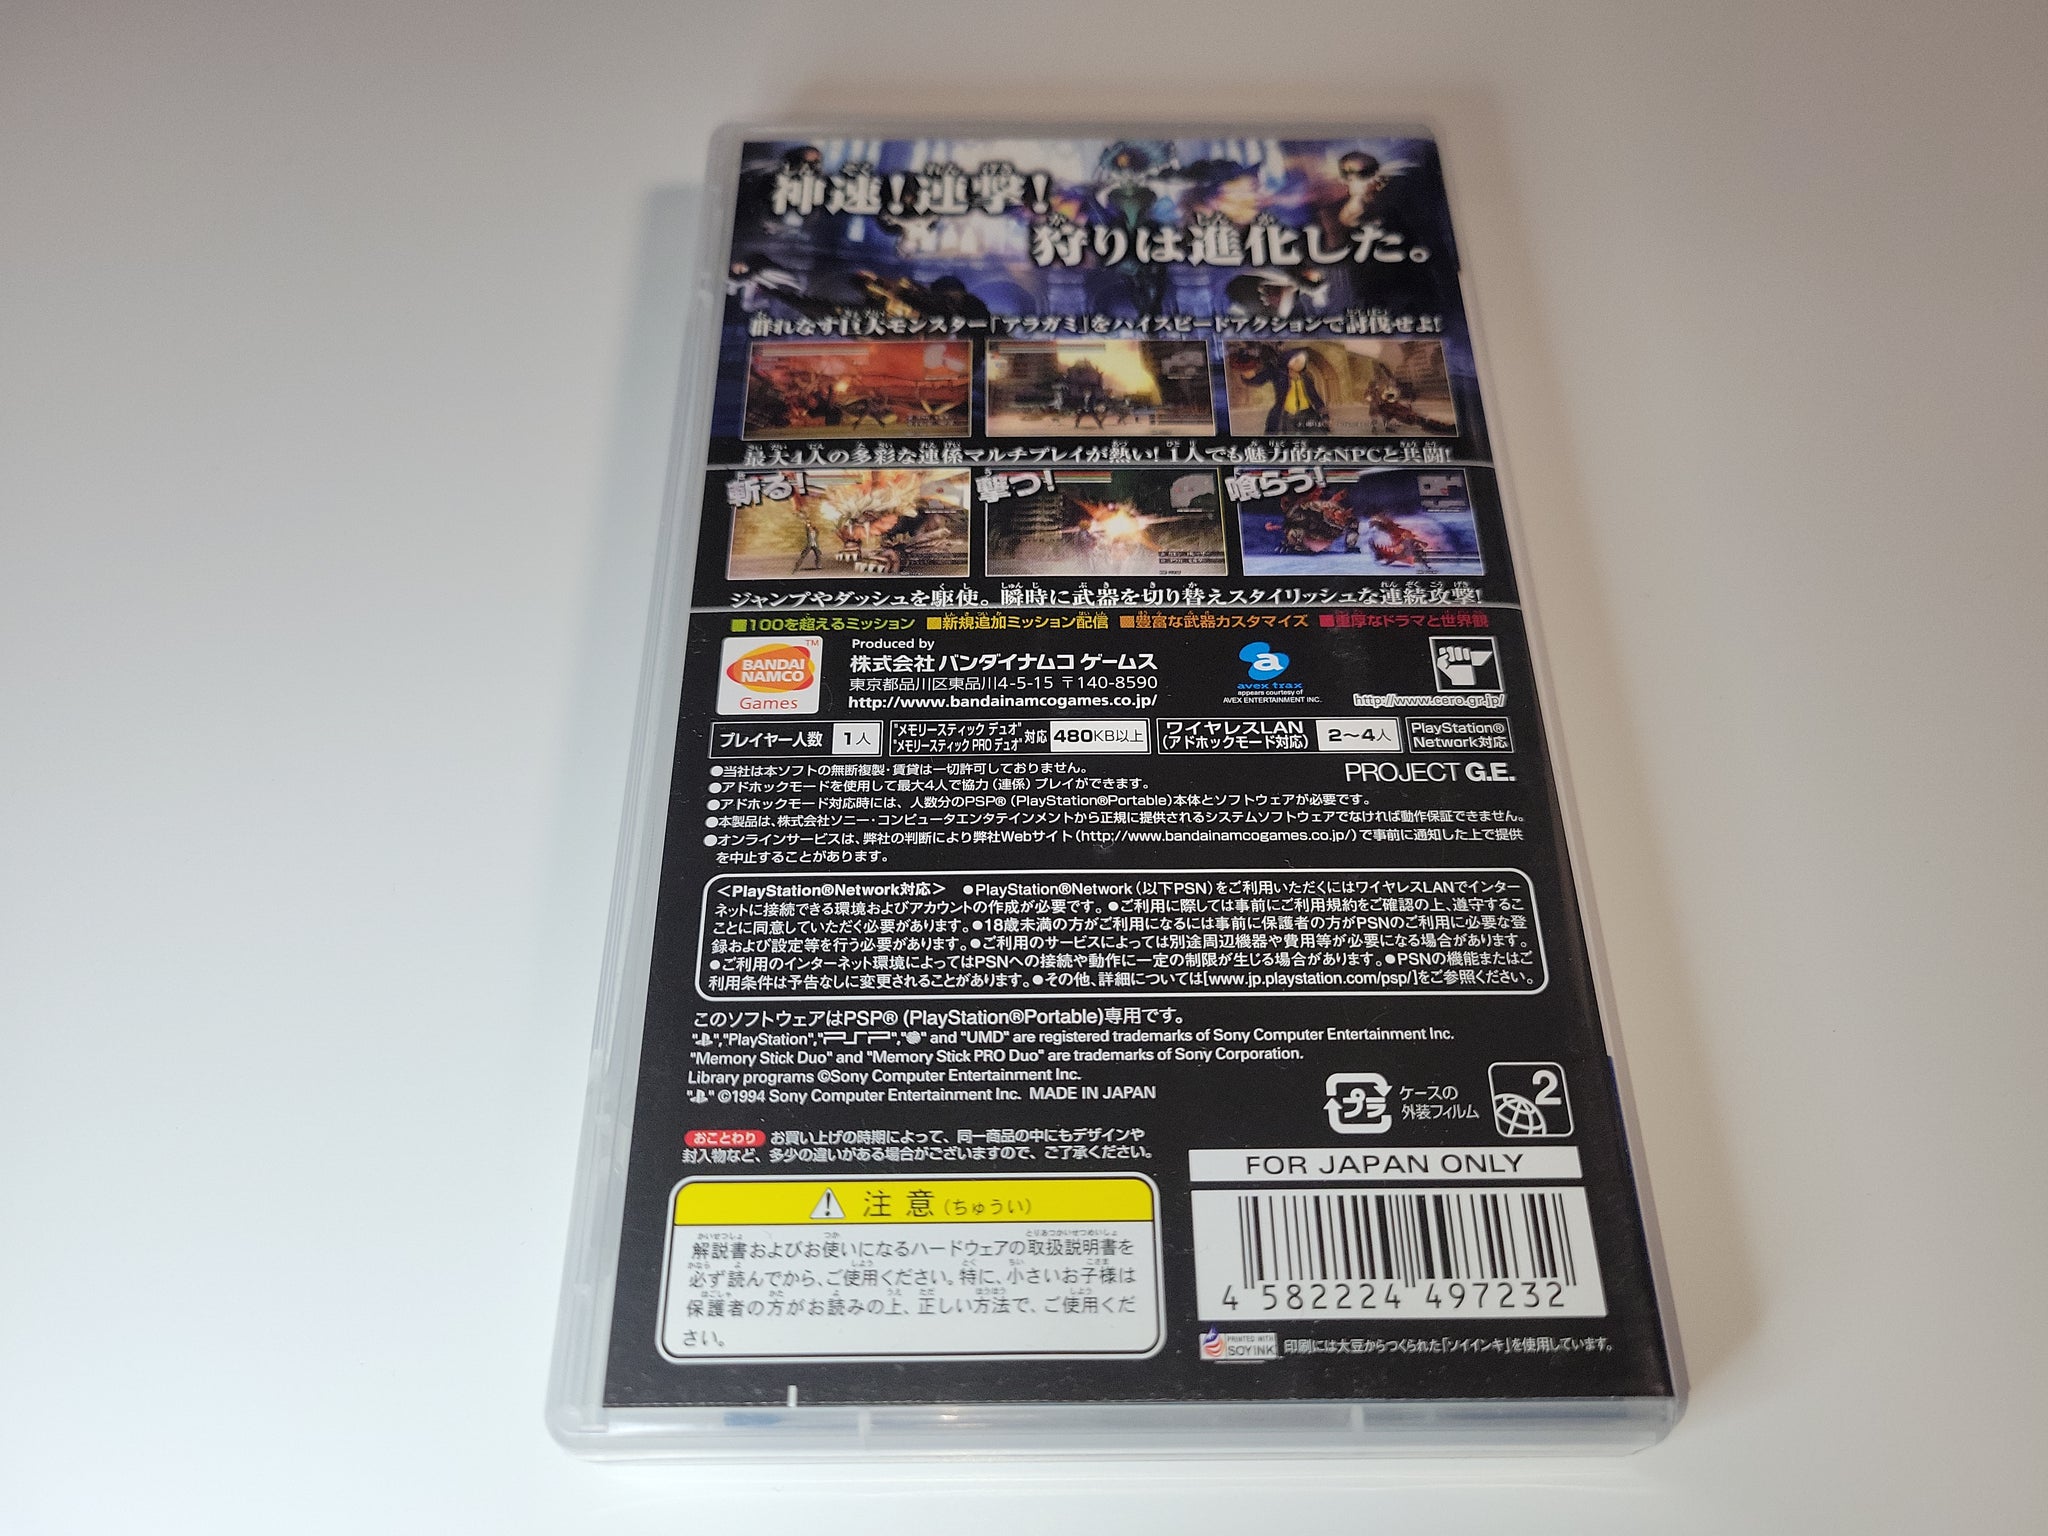 神速!連撃!
狩りは進化した。
群れなす巨大モンスター「アラガミ」をハイスピードアクションで討伐せよ!
最大4人の多彩な連係マルチプレイが熱い! 1人でも魅力的なNPCと共闘!
斬る! 撃つ! 喰らう!
ジャンプやダッシュを駆使。瞬時に武器を切り替えスタイリッシュな連続攻撃!
■100を超えるミッション ■新規追加ミッション配信 ■豊富な武器カスタマイズ ■重厚なドラマと世界観
BANDAI NAMCO Games TM
Produced by
株式会社 バンダイナムコ ゲームス
東京都品川区東品川4-5-15 〒140-8590
http://www.bandainamcogames.co.jp/
a
avex trax
appears courtesy of
AVEX ENTERTAINMENT INC.
http://www.cero.gr.jp/
プレイヤー人数 1人
"メモリースティック デュオ"
"メモリースティック PRO デュオ" 対応 480KB以上
ワイヤレスLAN
(アドホックモード対応) 2〜4人
PlayStation®
Network対応
PROJECT G.E.
●当社は本ソフトの無断複製・賃貸は一切許可しておりません。
●アドホックモードを使用して最大4人で協力(連係)プレイができます。
●アドホックモード対応時には、人数分のPSP®(PlayStation®Portable)本体とソフトウェアが必要です。
●本製品は、株式会社ソニー・コンピュータエンタテインメントから正規に提供されるシステムソフトウェアでなければ動作保証できません。
●オンラインサービスは、弊社の判断により弊社Webサイト(http://www.bandainamcogames.co.jp/)で事前に通知した上で提供
を中止することがあります。
<PlayStation®Network対応> ●PlayStation®Network(以下PSN)をご利用いただくにはワイヤレスLANでインター
ネットに接続できる環境およびアカウントの作成が必要です。●ご利用に際しては事前にご利用規約をご確認の上、遵守するこ
ことに同意していただく必要があります。●18歳未満の方がご利用になるには事前に保護者の方がPSNのご利用に必要な登
録および設定等を行う必要があります。●ご利用のサービスによっては別途周辺機器や費用等が必要になる場合があります。
●ご利用のインターネット環境によってはPSNへの接続や動作に一定の制限が生じる場合があります。●PSNの機能またはご
利用条件は予告なしに変更されることがあります。●その他、詳細については[www.jp.playstation.com/psp/]をご参照ください。
このソフトウェアはPSP®(PlayStation®Portable)専用です。
" ","PlayStation","PSP"," " and "UMD" are registered trademarks of Sony Computer Entertainment Inc.
"Memory Stick Duo" and "Memory Stick PRO Duo" are trademarks of Sony Corporation.
Library programs ©Sony Computer Entertainment Inc.
" " ©1994 Sony Computer Entertainment Inc. MADE IN JAPAN
プラ
ケースの
外装フィルム
2
おことわり お買い上げの時期によって、同一商品の中にもデザインや
封入物など、多少の違いがある場合がございますので、ご了承ください。
FOR JAPAN ONLY
注意(ちゅうい)
解説書およびお使いになるハードウェアの取扱説明書を
必ず読んでから、ご使用ください。特に、小さいお子様は
保護者の方がお読みの上、正しい方法で、ご使用くだ
さい。
4 582224 497232
PRINTED WITH
SOY INK
印刷には大豆からつくられた「ソイインキ」を使用しています。